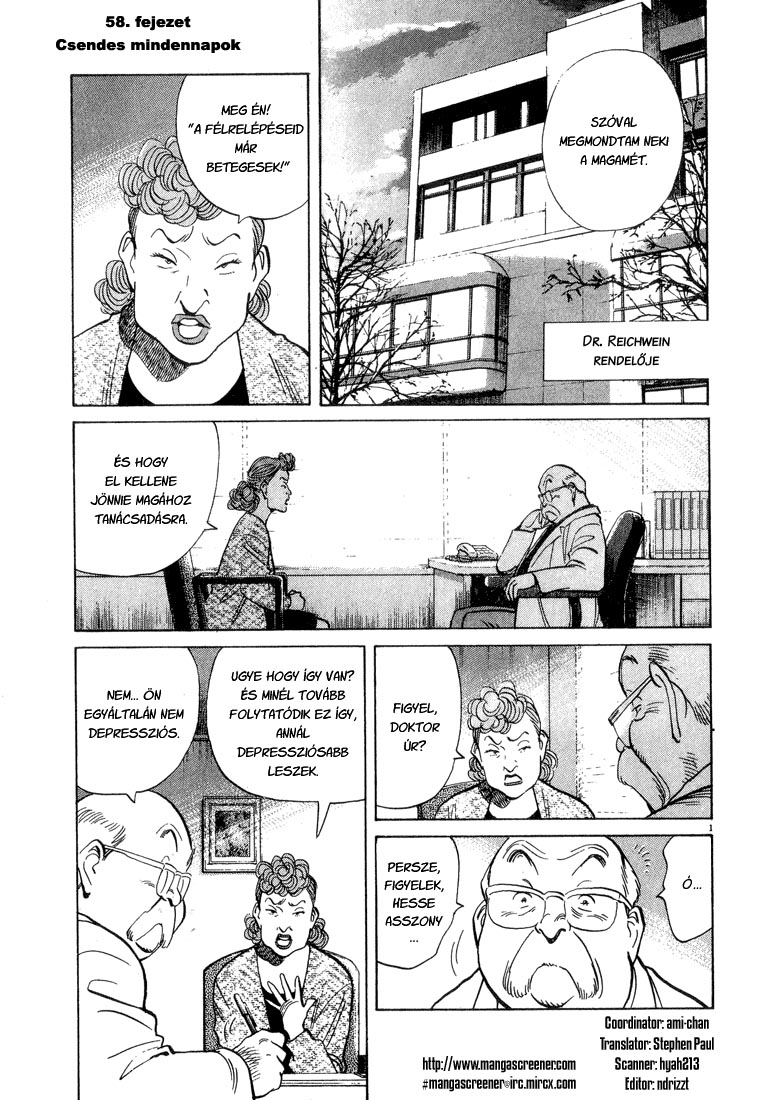 58. fejezet
Csendes mindennapok
SZÓVAL
MEGMONDTAM NEKI
A MAGAMÉT.
DR. REICHWEIN
RENDELŐJE
MEG ÉN!
"A FÉLRELÉPÉSEID
MÁR
BETEGESEK!"
ÉS HOGY
EL KELLENE
JÖNNIE MAGÁHOZ
TANÁCSADÁSRA.
FIGYEL,
DOKTOR
ÚR?
Ó...
PERSZE,
FIGYELEK,
HESSE
ASSZONY
...
UGYE HOGY ÍGY VAN?
ÉS MINÉL TOVÁBB
FOLYTATÓDIK EZ ÍGY,
ANNÁL
DEPRESSZIÓSABB
LESZEK.
NEM... ÖN
EGYÁLTALÁN NEM
DEPRESSZIÓS.
1
Coordinator: ami-chan
Translator: Stephen Paul
Scanner: hyah213
Editor: ndrizzt
http://www.mangascreener.com
#mangascreener@irc.mircx.com